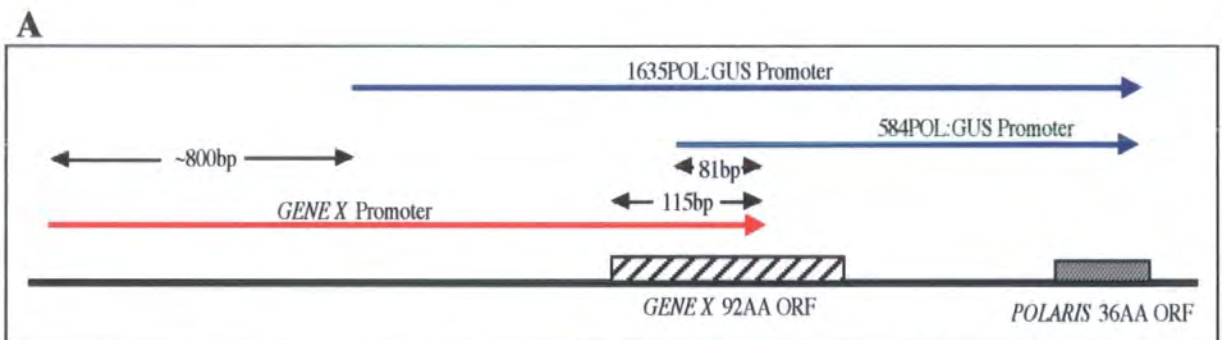 A
1635POL:GUS Promoter
584POL:GUS Promoter
~800bp
81bp
115bp
GENE X Promoter
GENE X 92AA ORF
POLARIS 36AA ORF